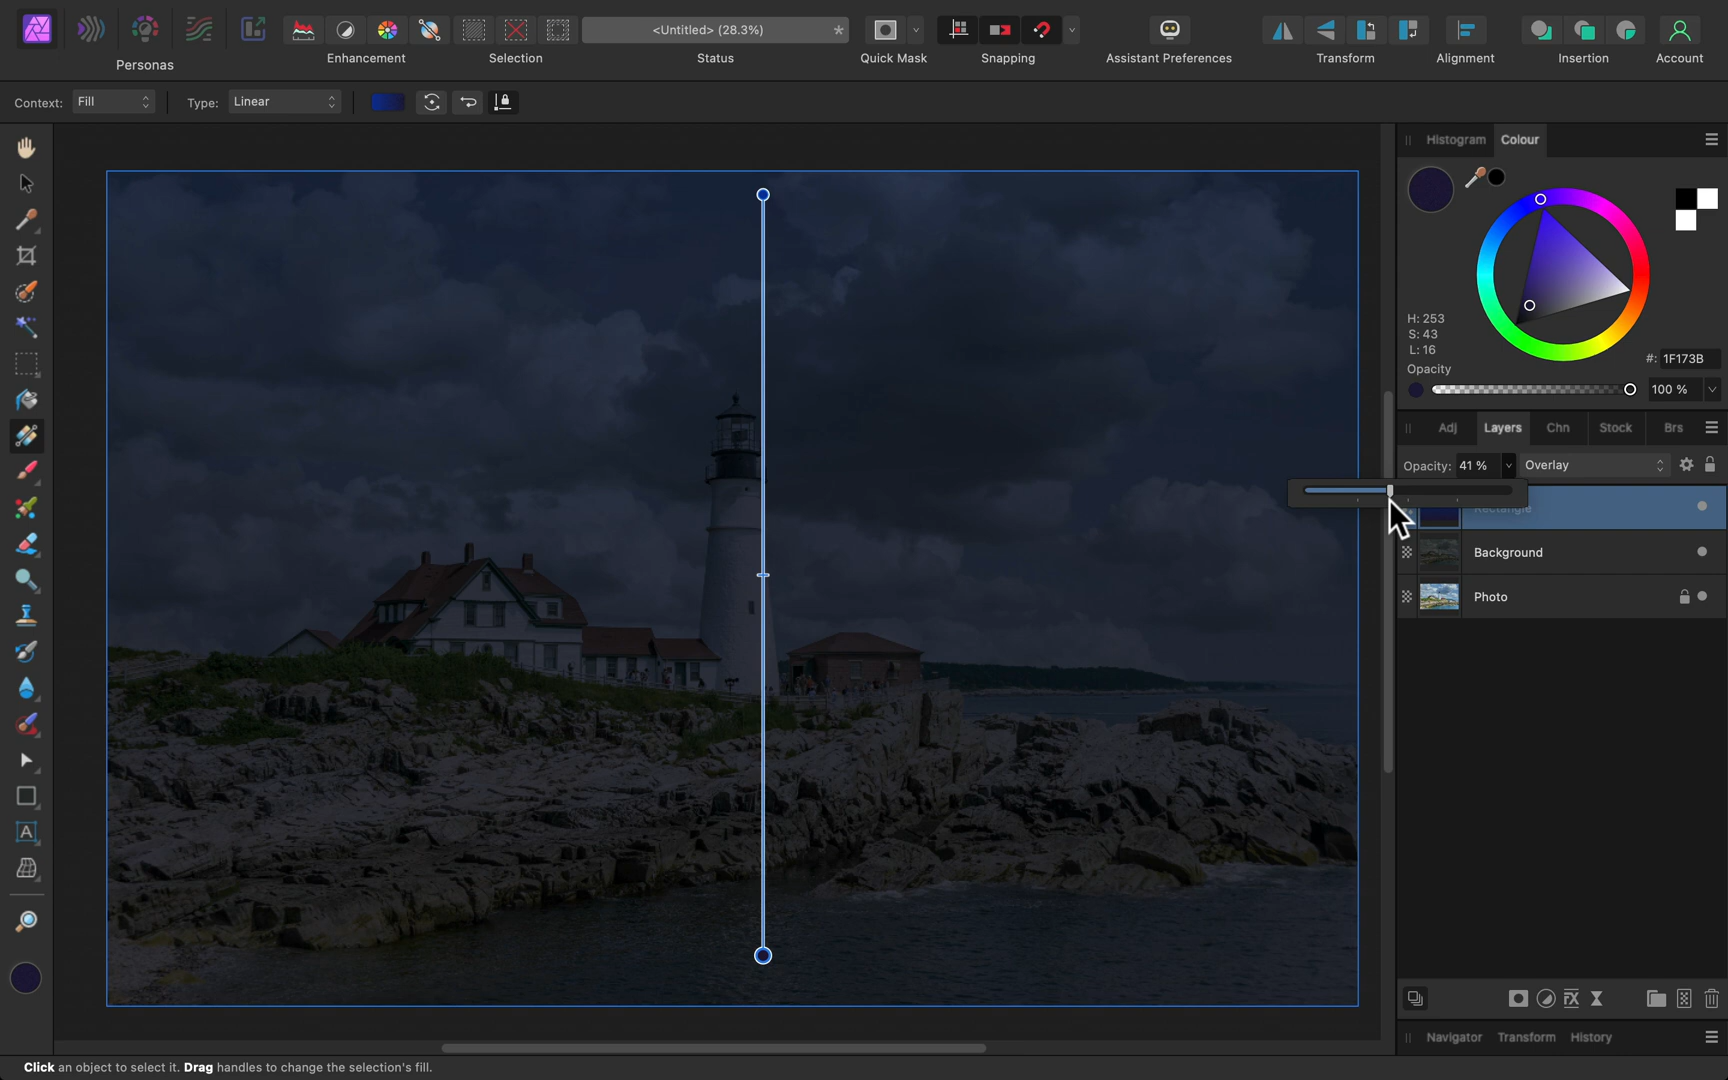 <Untitled> (28.3%)
*
Personas
Enhancement
Selection
Status
Quick Mask
Snapping
Assistant Preferences
Transform
Alignment
Insertion
Account
Context: Fill
Type: Linear
Histogram
Colour
H: 253
S: 43
L: 16
#: 1F173B
Opacity
100 %
Adj
Layers
Chn
Stock
Brs
Opacity: 41 %
Overlay
Rectangle
Background
Photo
A
Navigator
Transform
History
Click an object to select it. Drag handles to change the selection's fill.